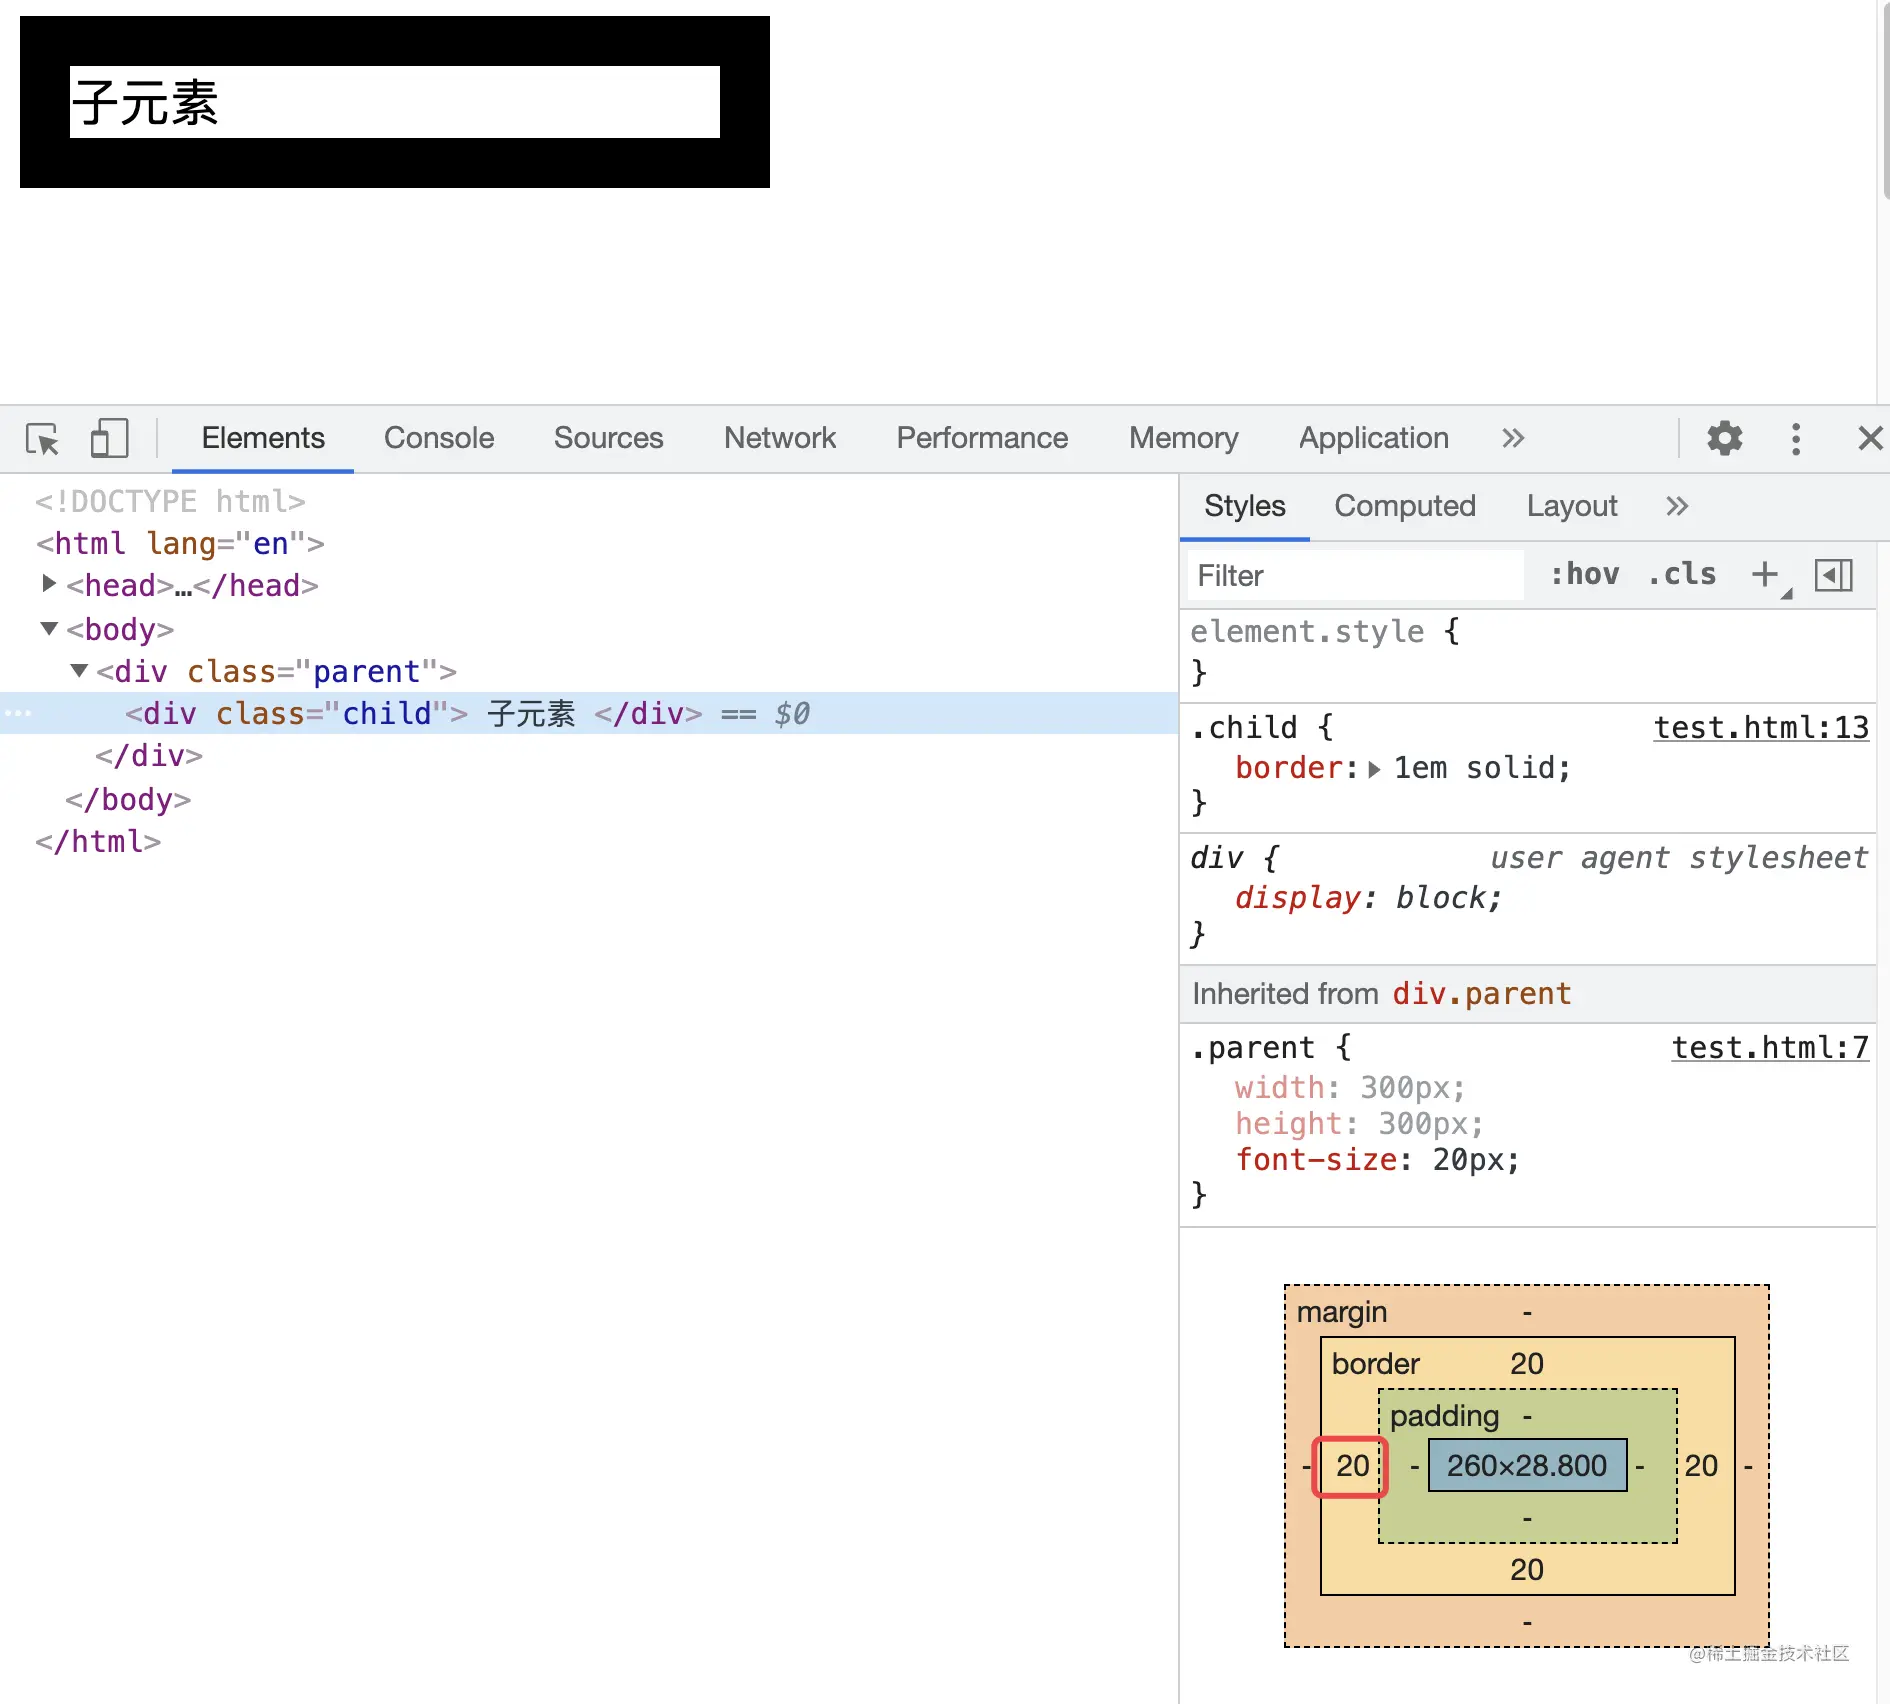 子元素
Elements Console Sources Network Performance Memory Application »
<!DOCTYPE html>
<html lang="en">
<head>…</head>
<body>
<div class="parent">
<div class="child"> 子元素 </div> == $0
</div>
</body>
</html>
Styles Computed Layout »
Filter :hov .cls +
element.style {
}
.child { test.html:13
border: 1em solid;
}
div { user agent stylesheet
display: block;
}
Inherited from div.parent
.parent { test.html:7
width: 300px;
height: 300px;
font-size: 20px;
}
margin -
border 20
padding -
- 20 - 260×28.800 - 20 -
-
20
-
@稀土掘金技术社区